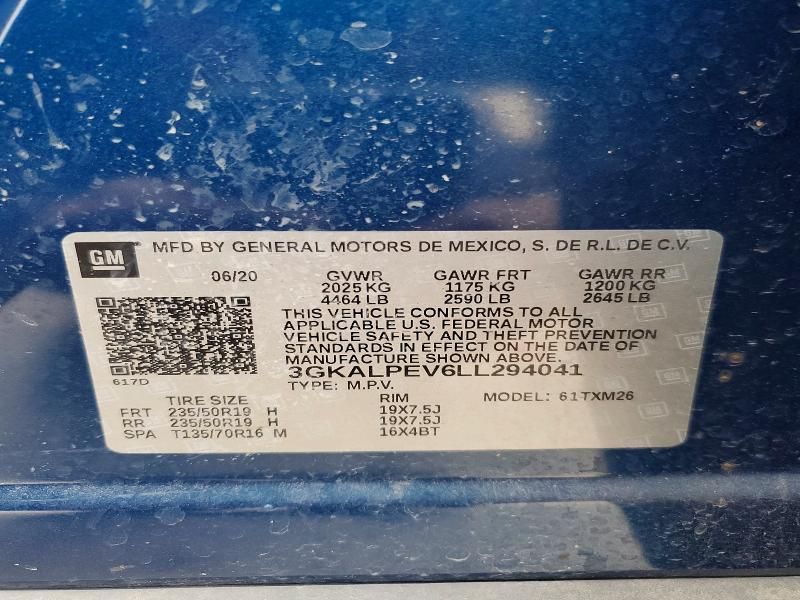 GM MFD BY GENERAL MOTORS DE MEXICO, S. DE R.L. DE C.V.
06/20 GVWR GAWR FRT GAWR RR
2025 KG 1175 KG 1200 KG
4464 LB 2590 LB 2645 LB
THIS VEHICLE CONFORMS TO ALL
APPLICABLE U.S. FEDERAL MOTOR
VEHICLE SAFETY AND THEFT PREVENTION
STANDARDS IN EFFECT ON THE DATE OF
MANUFACTURE SHOWN ABOVE.
3GKALPEV6LL294041
617D TYPE: M.P.V.
TIRE SIZE RIM MODEL: 61TXM26
FRT 235/50R19 H 19X7.5J
RR 235/50R19 H 19X7.5J
SPA T135/70R16 M 16X4BT